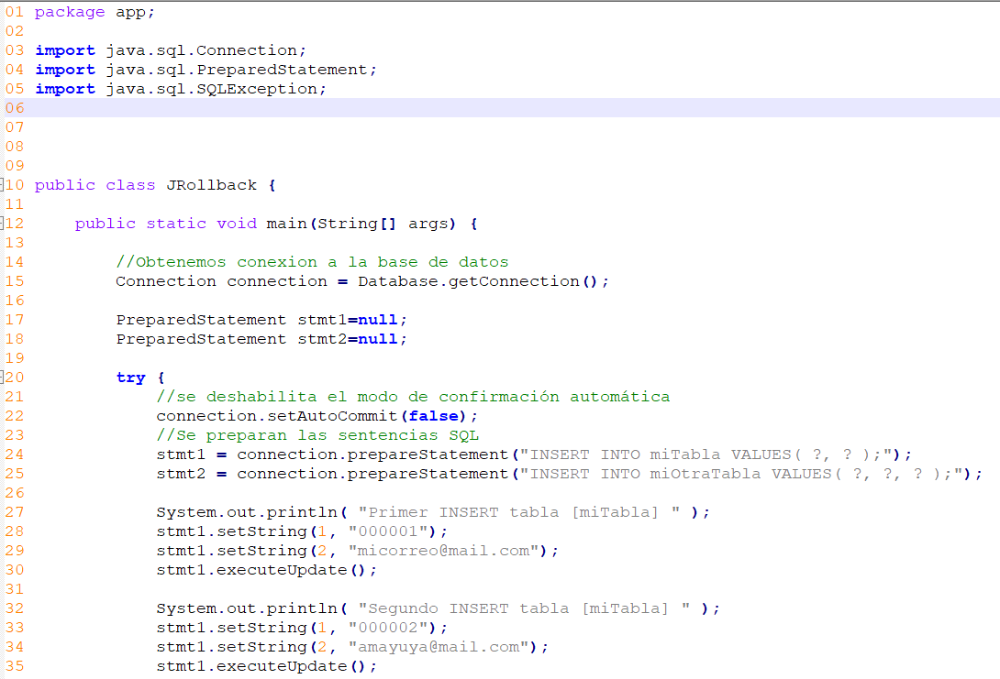 01 package app;
02
03 import java.sql.Connection;
04 import java.sql.PreparedStatement;
05 import java.sql.SQLException;
06
07
08
09
10 public class JRollback {
11
12     public static void main(String[] args) {
13
14         //Obtenemos conexion a la base de datos
15         Connection connection = Database.getConnection();
16
17         PreparedStatement stmt1=null;
18         PreparedStatement stmt2=null;
19
20         try {
21             //se deshabilita el modo de confirmación automática
22             connection.setAutoCommit(false);
23             //Se preparan las sentencias SQL
24             stmt1 = connection.prepareStatement("INSERT INTO miTabla VALUES( ?, ? );");
25             stmt2 = connection.prepareStatement("INSERT INTO miOtraTabla VALUES( ?, ?, ? );");
26
27             System.out.println( "Primer INSERT tabla [miTabla] " );
28             stmt1.setString(1, "000001");
29             stmt1.setString(2, "micorreo@mail.com");
30             stmt1.executeUpdate();
31
32             System.out.println( "Segundo INSERT tabla [miTabla] " );
33             stmt1.setString(1, "000002");
34             stmt1.setString(2, "amayuya@mail.com");
35             stmt1.executeUpdate();